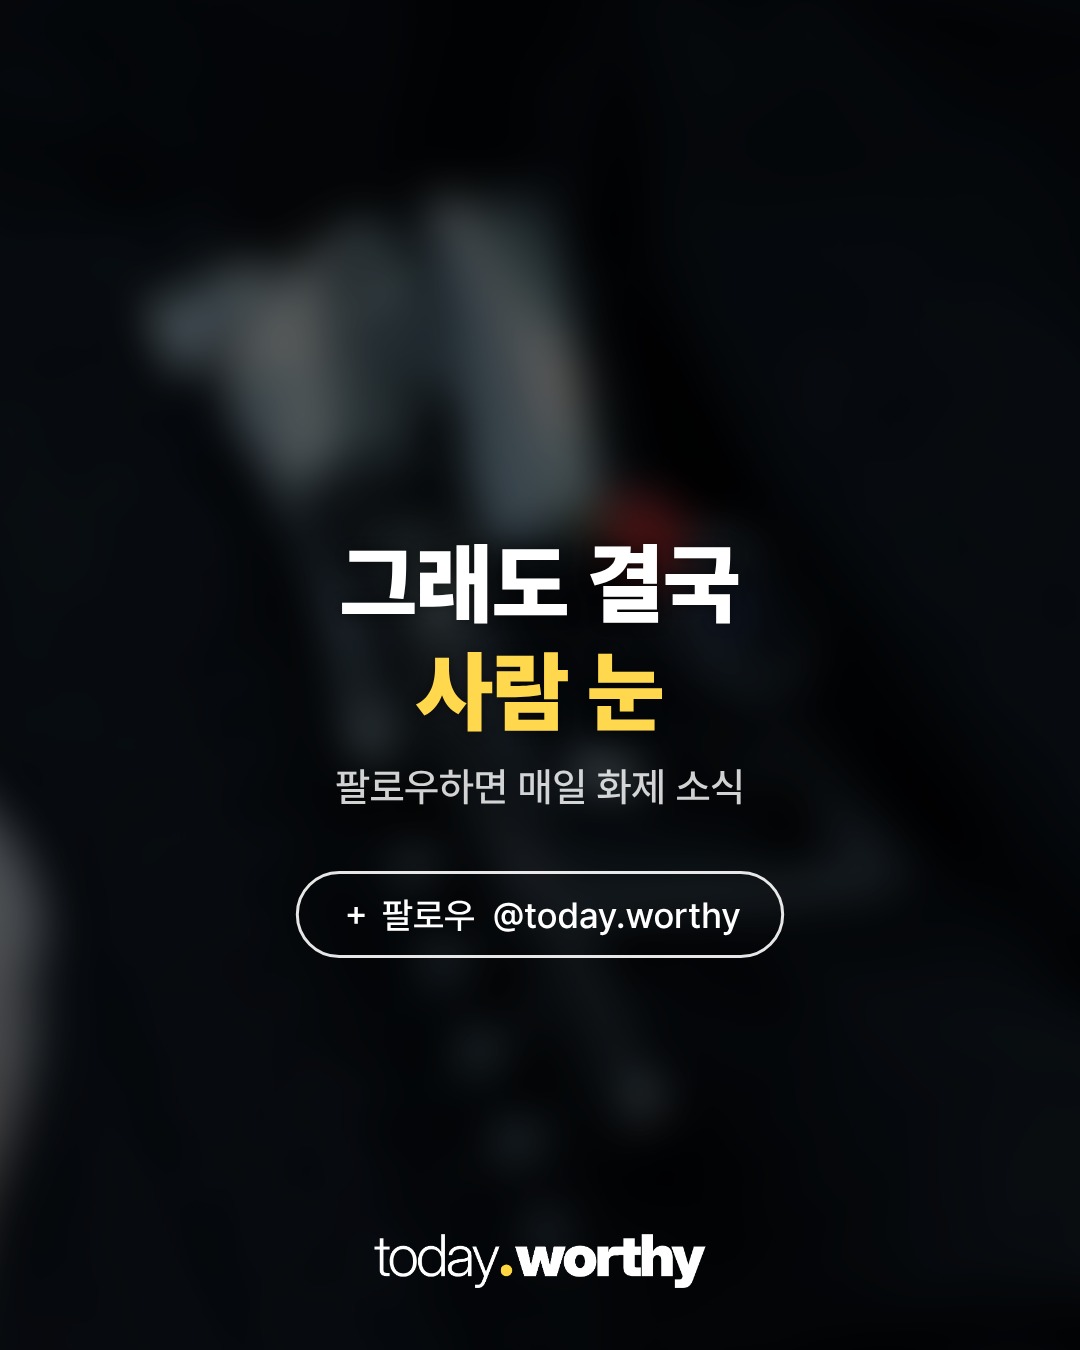 그래도 결국
사람 눈
팔로우하면 매일 화제 소식
+ 팔로우 @today.worthy
today.worthy